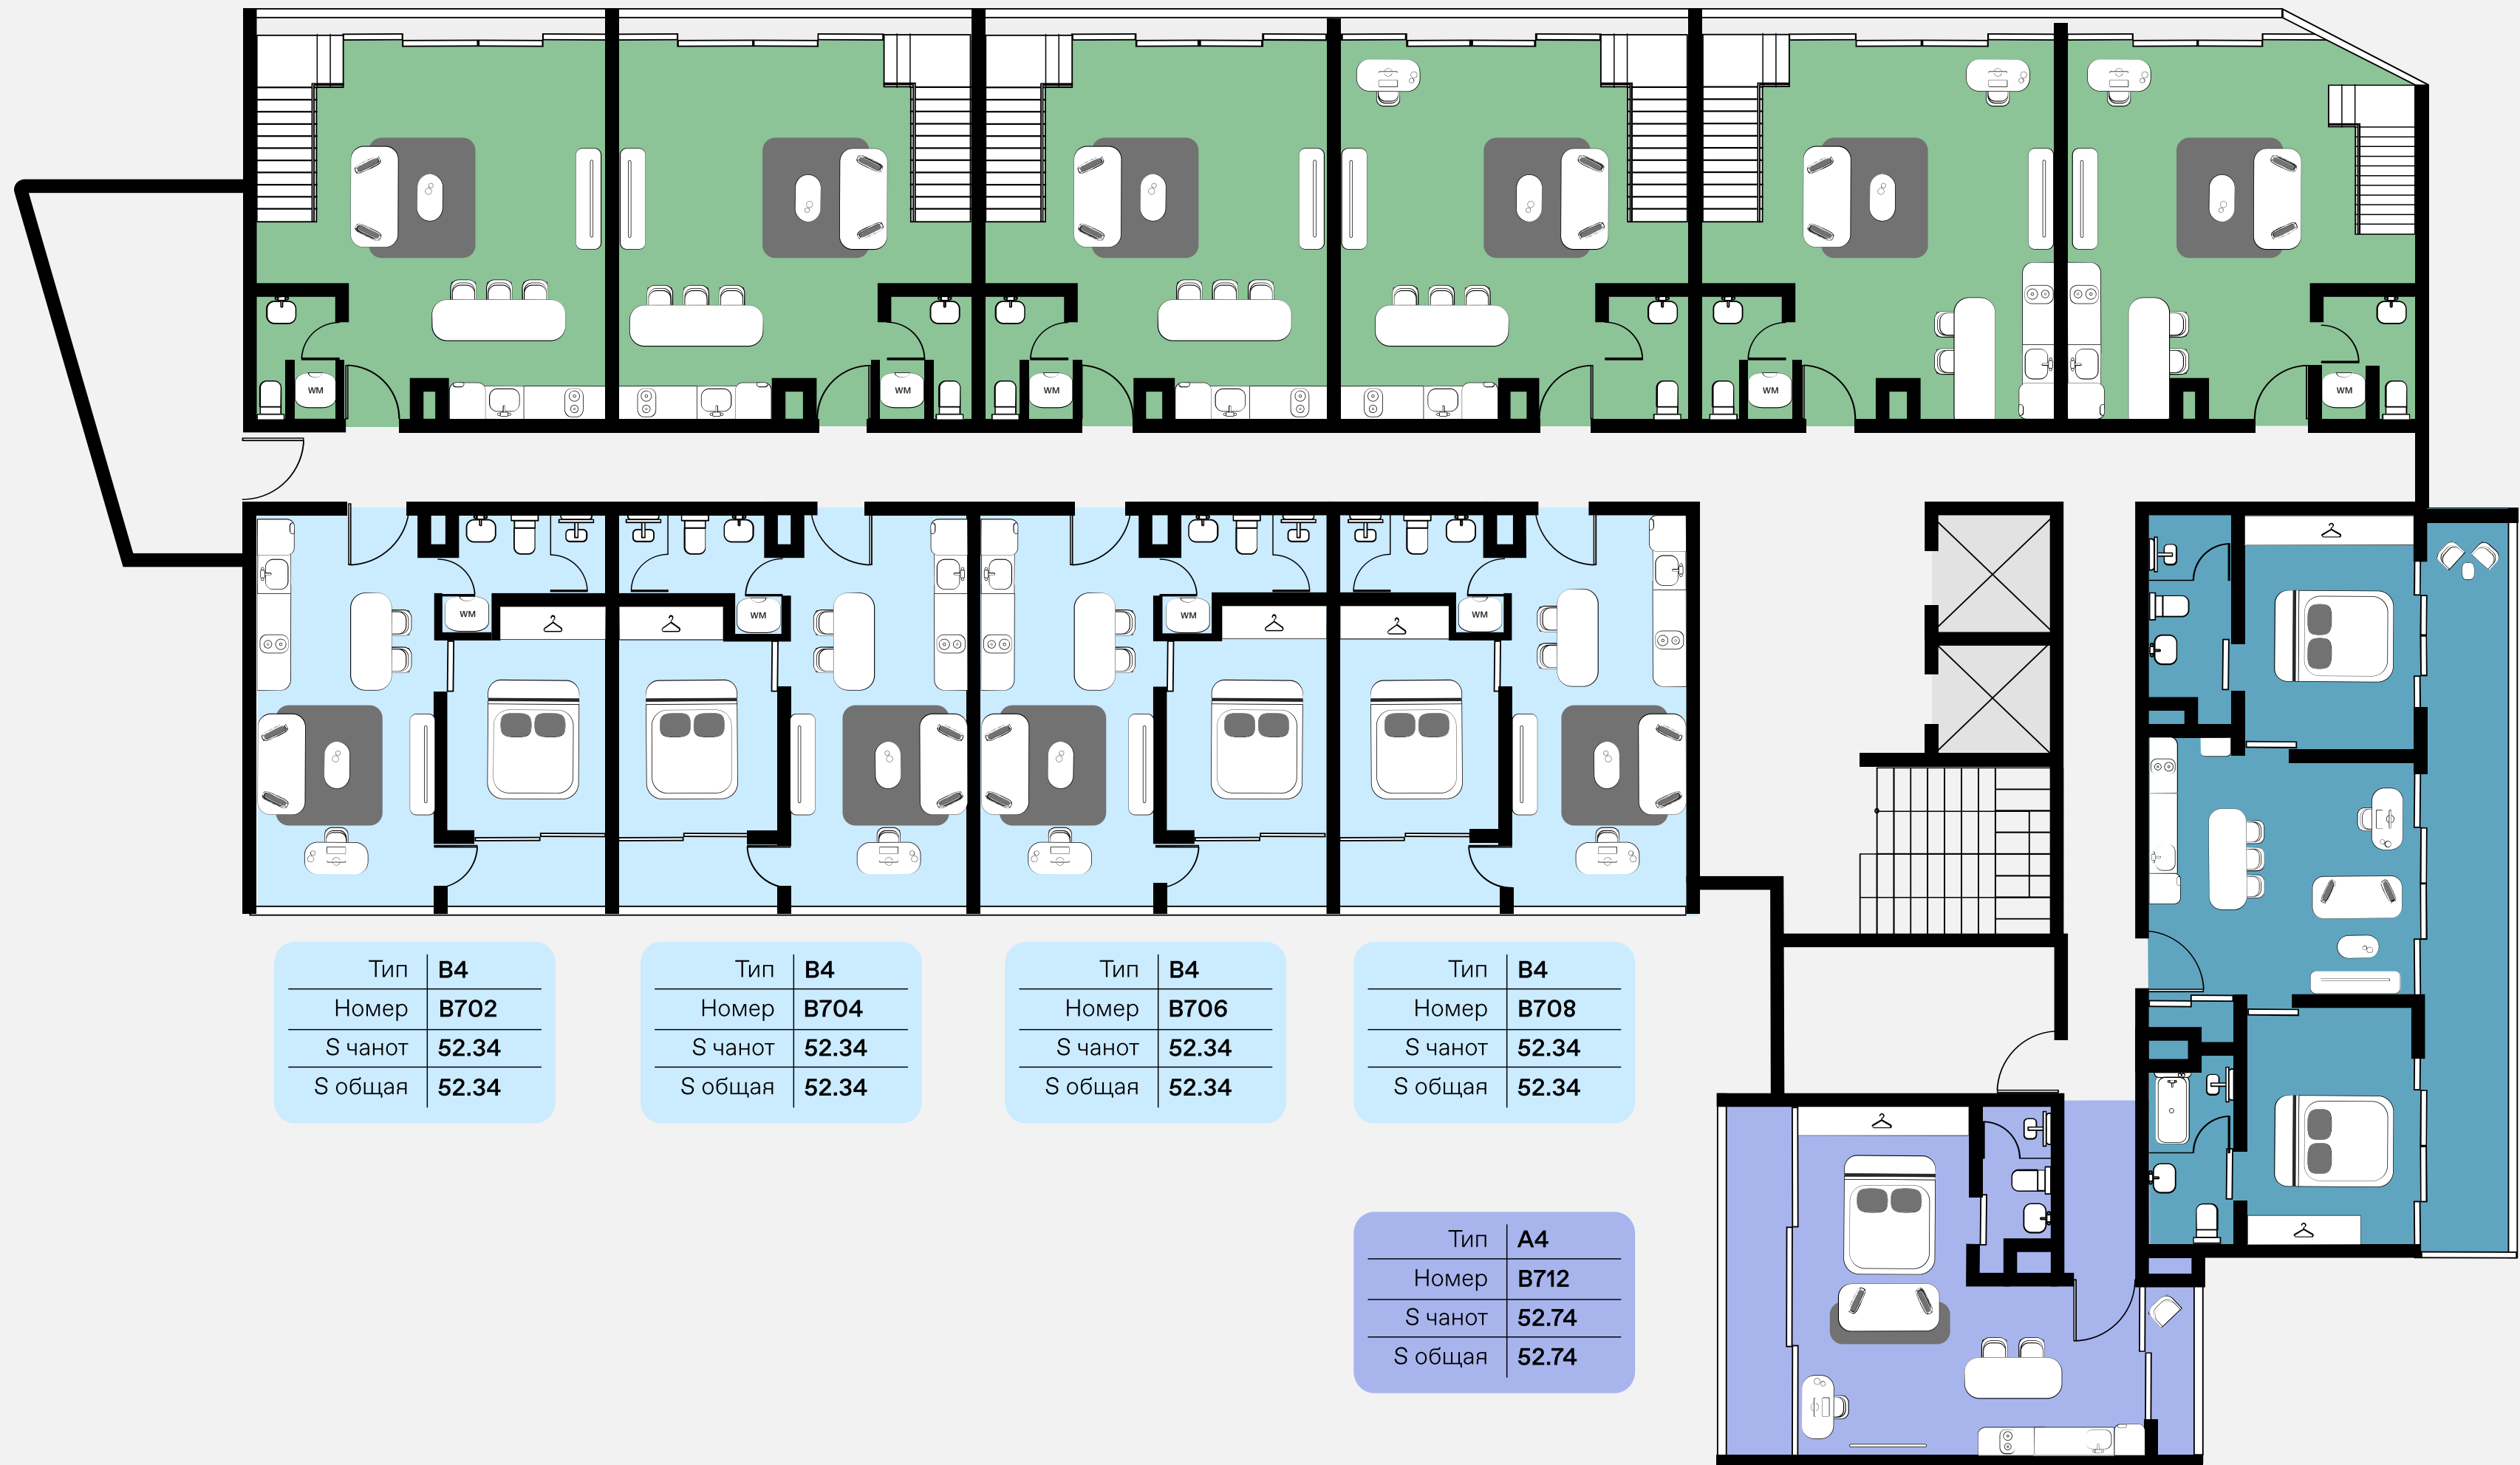 WM
WM
WM
WM
WM
WM
WM
WM
WM
Тип B4
Номер B702
S чанот 52.34
S общая 52.34
Тип B4
Номер B704
S чанот 52.34
S общая 52.34
Тип B4
Номер B706
S чанот 52.34
S общая 52.34
Тип B4
Номер B708
S чанот 52.34
S общая 52.34
Тип A4
Номер B712
S чанот 52.74
S общая 52.74